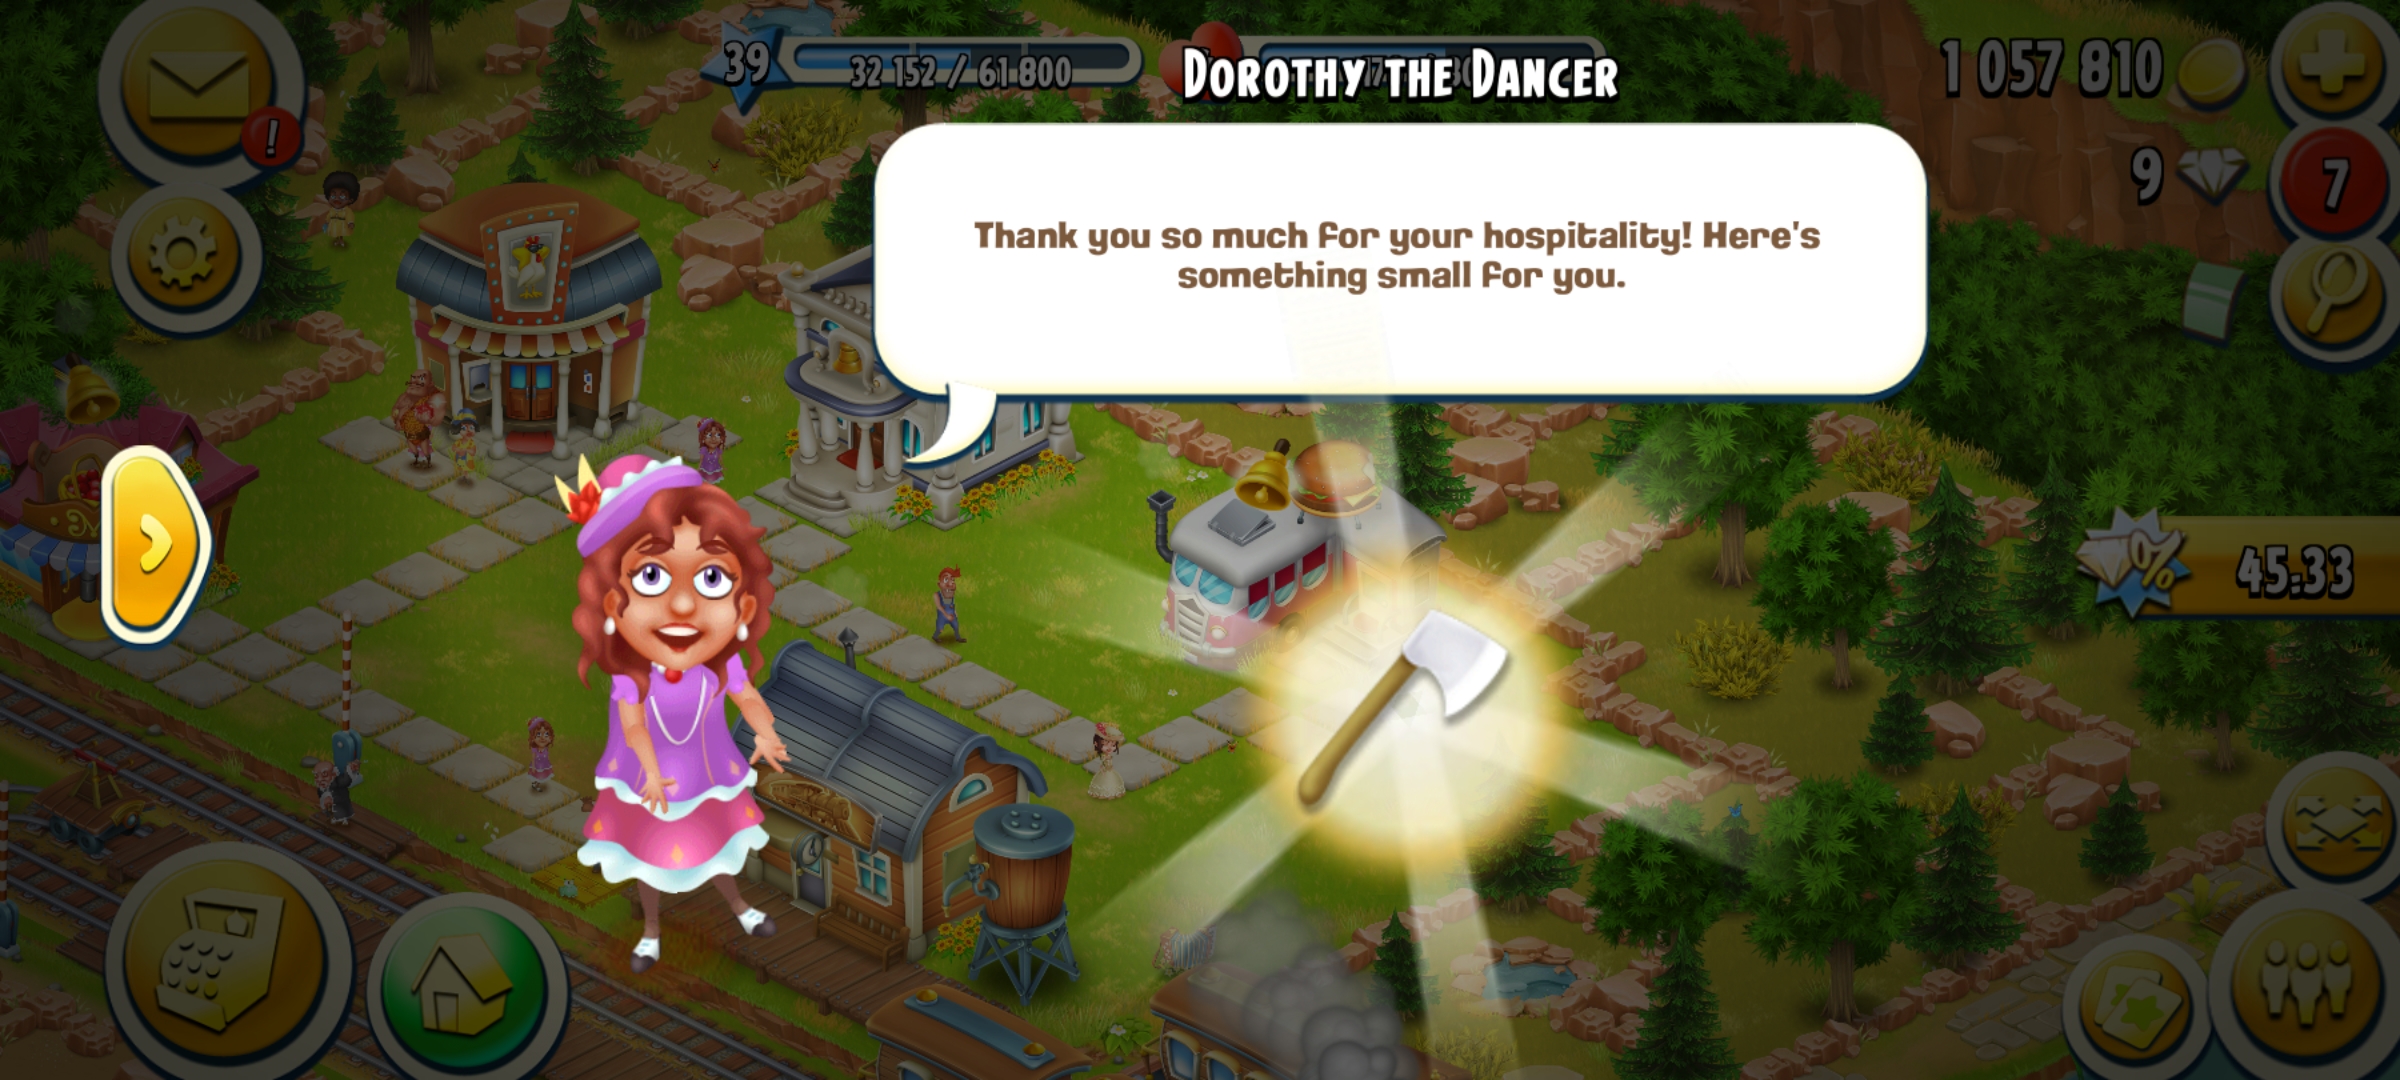 39
32 152 / 61 800
DOROTHY THE DANCER
1 057 810
9
7
Thank you so much for your hospitality! Here's
something small for you.
0%
45:33